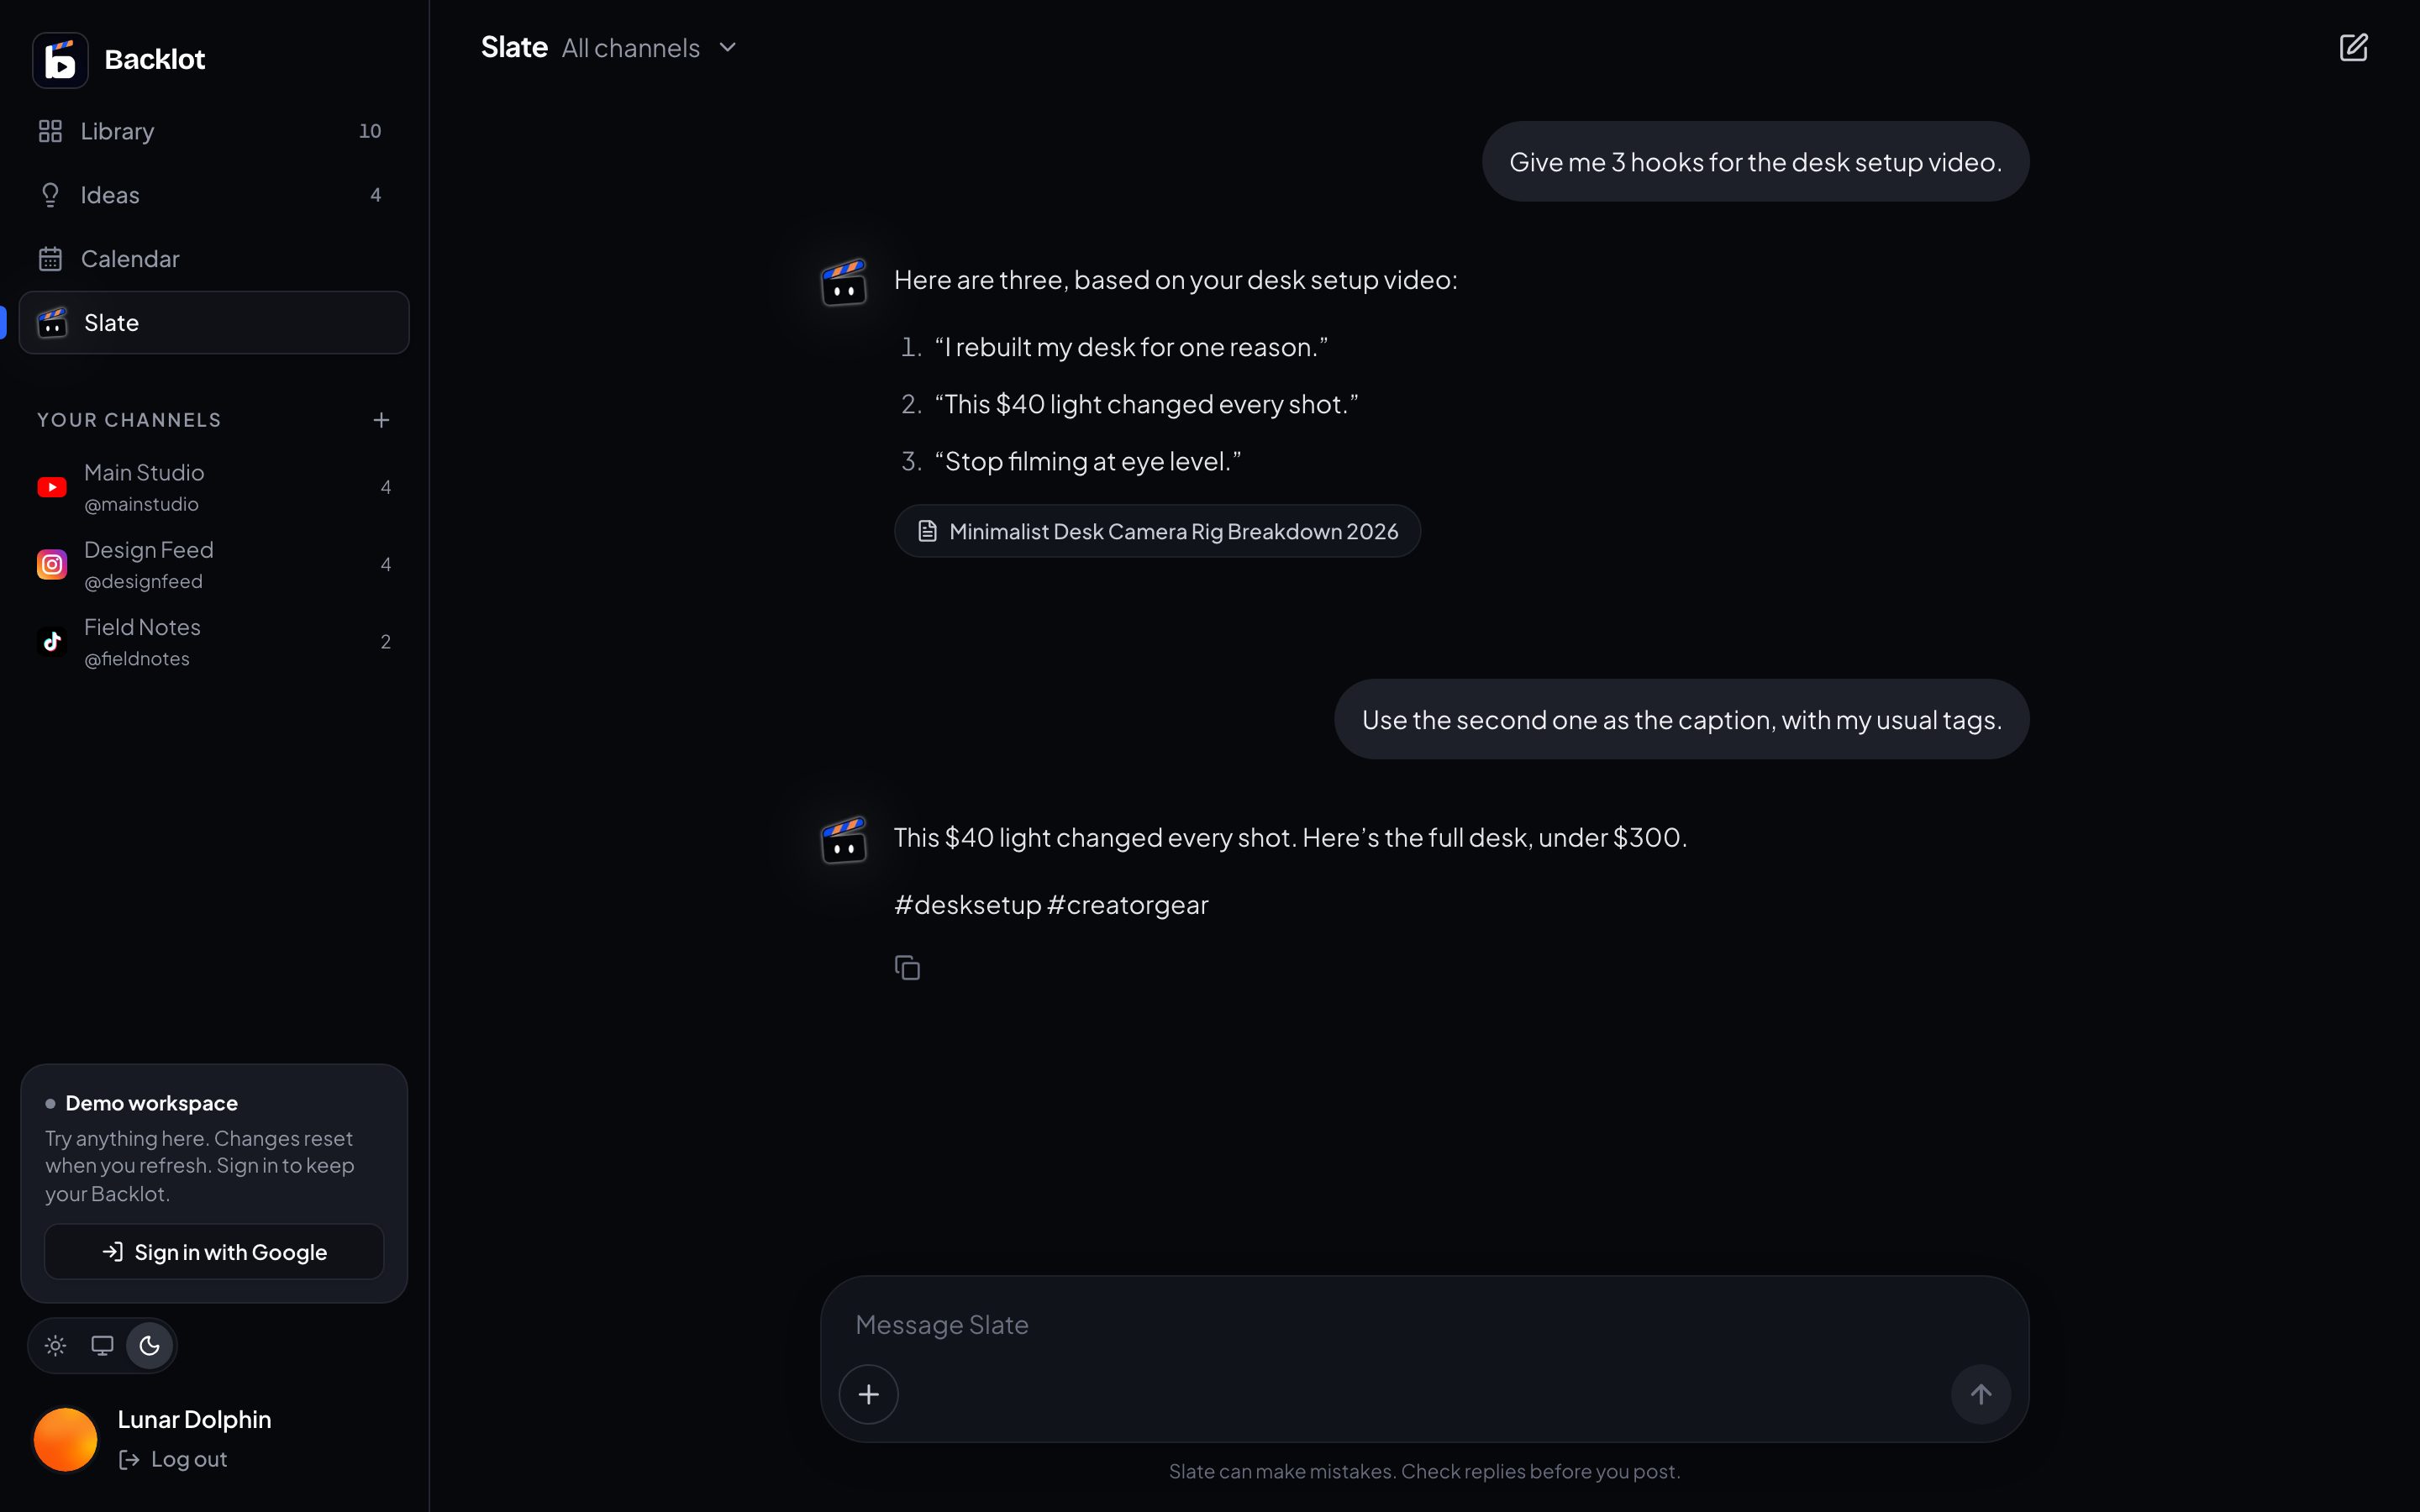 Backlot
Library 10
Ideas 4
Calendar
Slate
YOUR CHANNELS
Main Studio
@mainstudio
4
Design Feed
@designfeed
4
Field Notes
@fieldnotes
2
Demo workspace
Try anything here. Changes reset
when you refresh. Sign in to keep
your Backlot.
Sign in with Google
Lunar Dolphin
Log out
Slate All channels
Give me 3 hooks for the desk setup video.
Here are three, based on your desk setup video:
1. “I rebuilt my desk for one reason.”
2. “This $40 light changed every shot.”
3. “Stop filming at eye level.”
Minimalist Desk Camera Rig Breakdown 2026
Use the second one as the caption, with my usual tags.
This $40 light changed every shot. Here’s the full desk, under $300.
#desksetup #creatorgear
Message Slate
Slate can make mistakes. Check replies before you post.